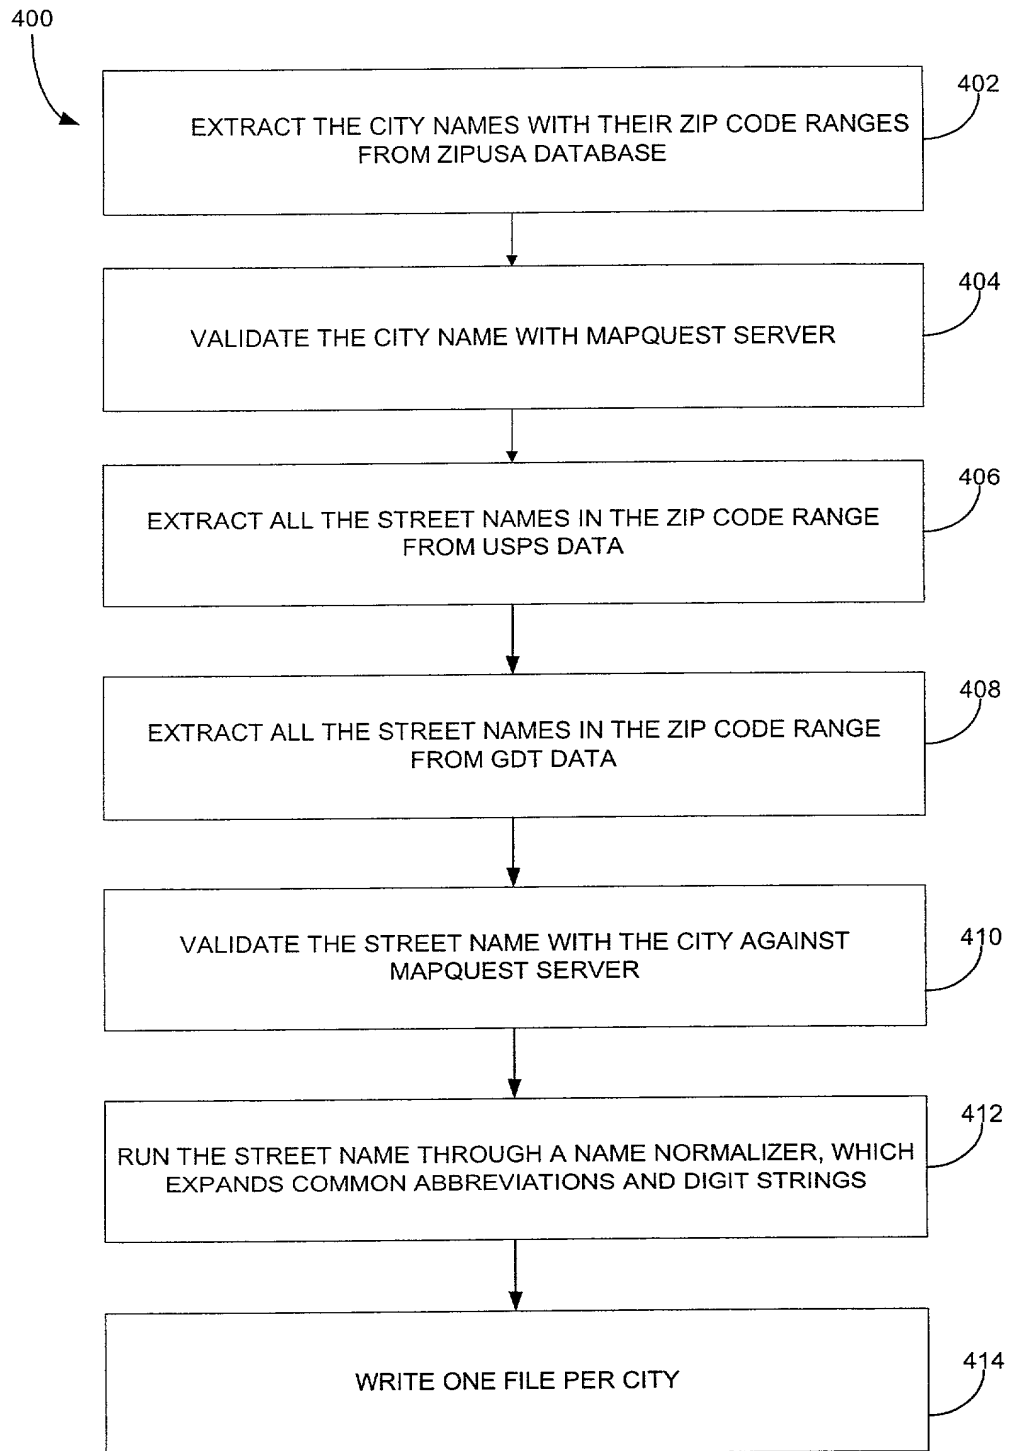 400
402
EXTRACT THE CITY NAMES WITH THEIR ZIP CODE RANGES
FROM ZIPUSA DATABASE
404
VALIDATE THE CITY NAME WITH MAPQUEST SERVER
406
EXTRACT ALL THE STREET NAMES IN THE ZIP CODE RANGE
FROM USPS DATA
408
EXTRACT ALL THE STREET NAMES IN THE ZIP CODE RANGE
FROM GDT DATA
410
VALIDATE THE STREET NAME WITH THE CITY AGAINST
MAPQUEST SERVER
412
RUN THE STREET NAME THROUGH A NAME NORMALIZER, WHICH
EXPANDS COMMON ABBREVIATIONS AND DIGIT STRINGS
414
WRITE ONE FILE PER CITY